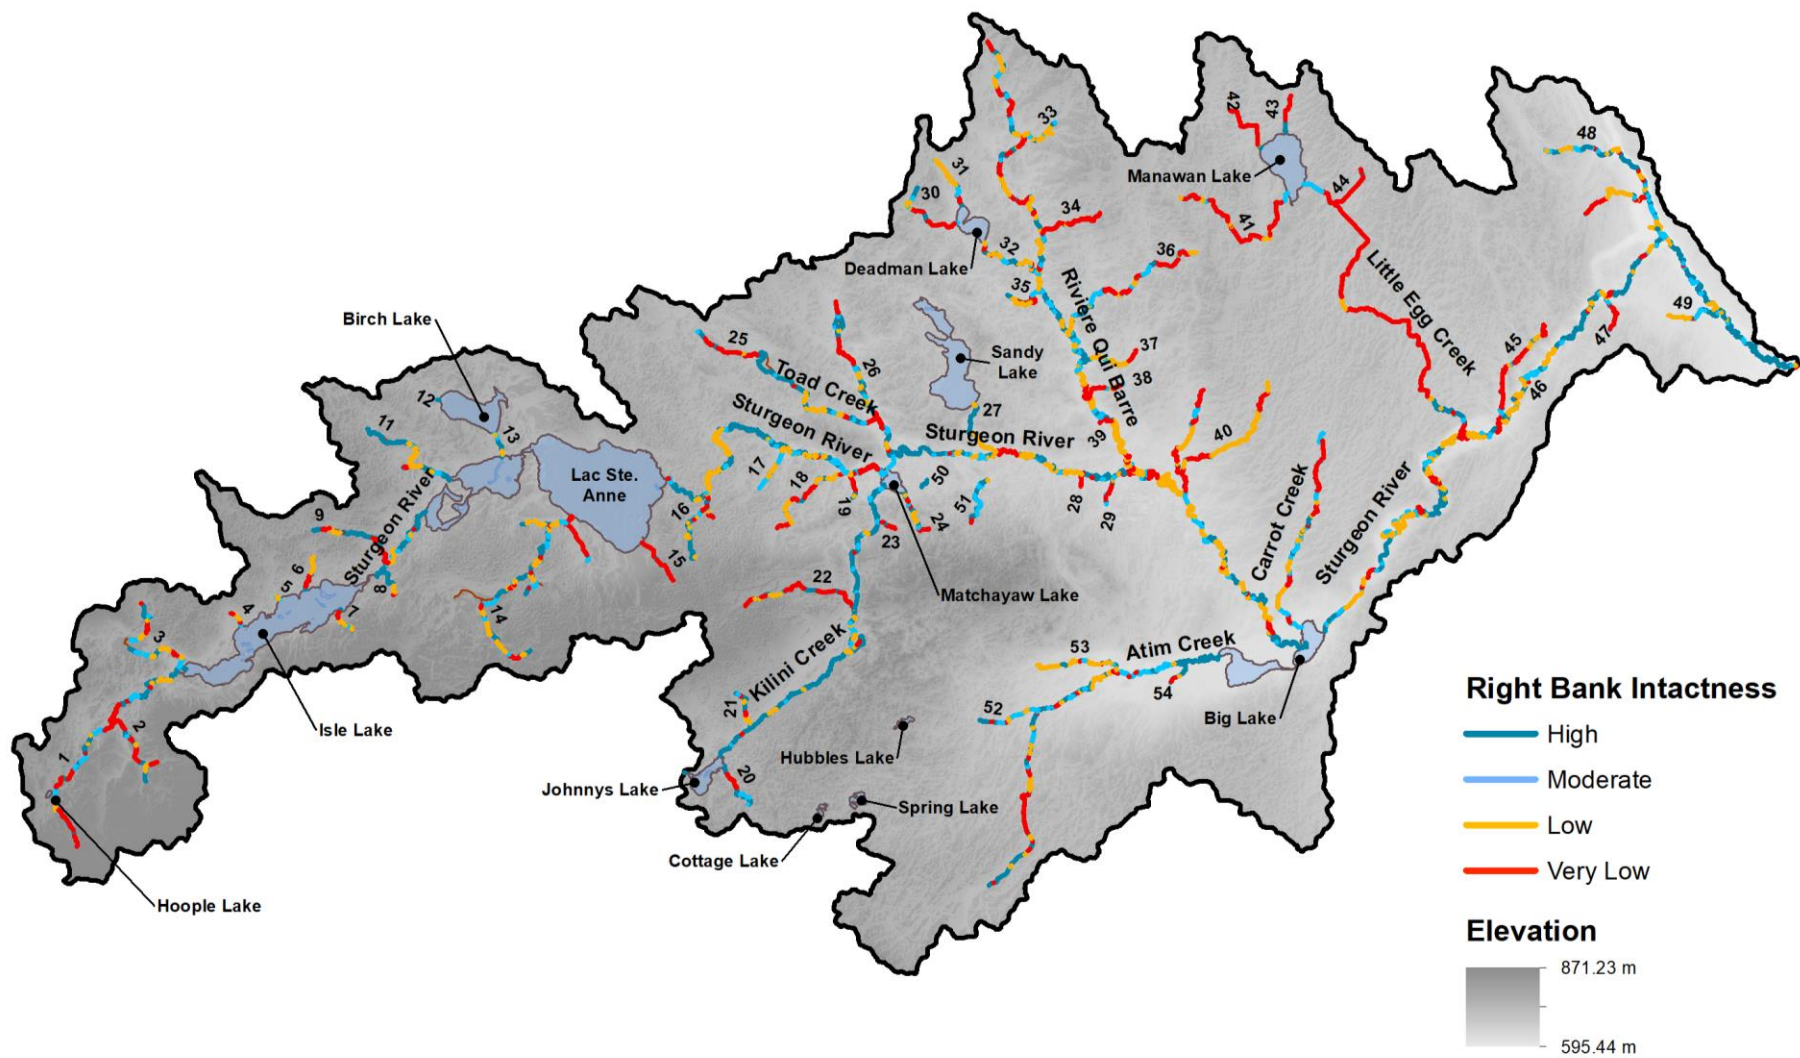 42
43
33
48
Manawan Lake
31
30
44
34
41
32
36
Deadman Lake
Little Egg Creek
35
Riviere Qui Barre
49
Birch Lake
47
45
25
Sandy
Lake
37
26
Toad Creek
38
46
12
27
11
13
Sturgeon River
Sturgeon River
39
40
Lac Ste.
Anne
17
50
18
51
28
29
16
19
24
23
9
Sturgeon River
Carrot Creek
Sturgeon River
15
6
5
8
22
Matchayaw Lake
4
7
14
3
53
Atim Creek
Kilini Creek
54
52
Big Lake
2
21
Isle Lake
Hubbles Lake
1
20
Johnnys Lake
Spring Lake
Cottage Lake
Hoople Lake
Right Bank Intactness
High
Moderate
Low
Very Low
Elevation
871.23 m
595.44 m